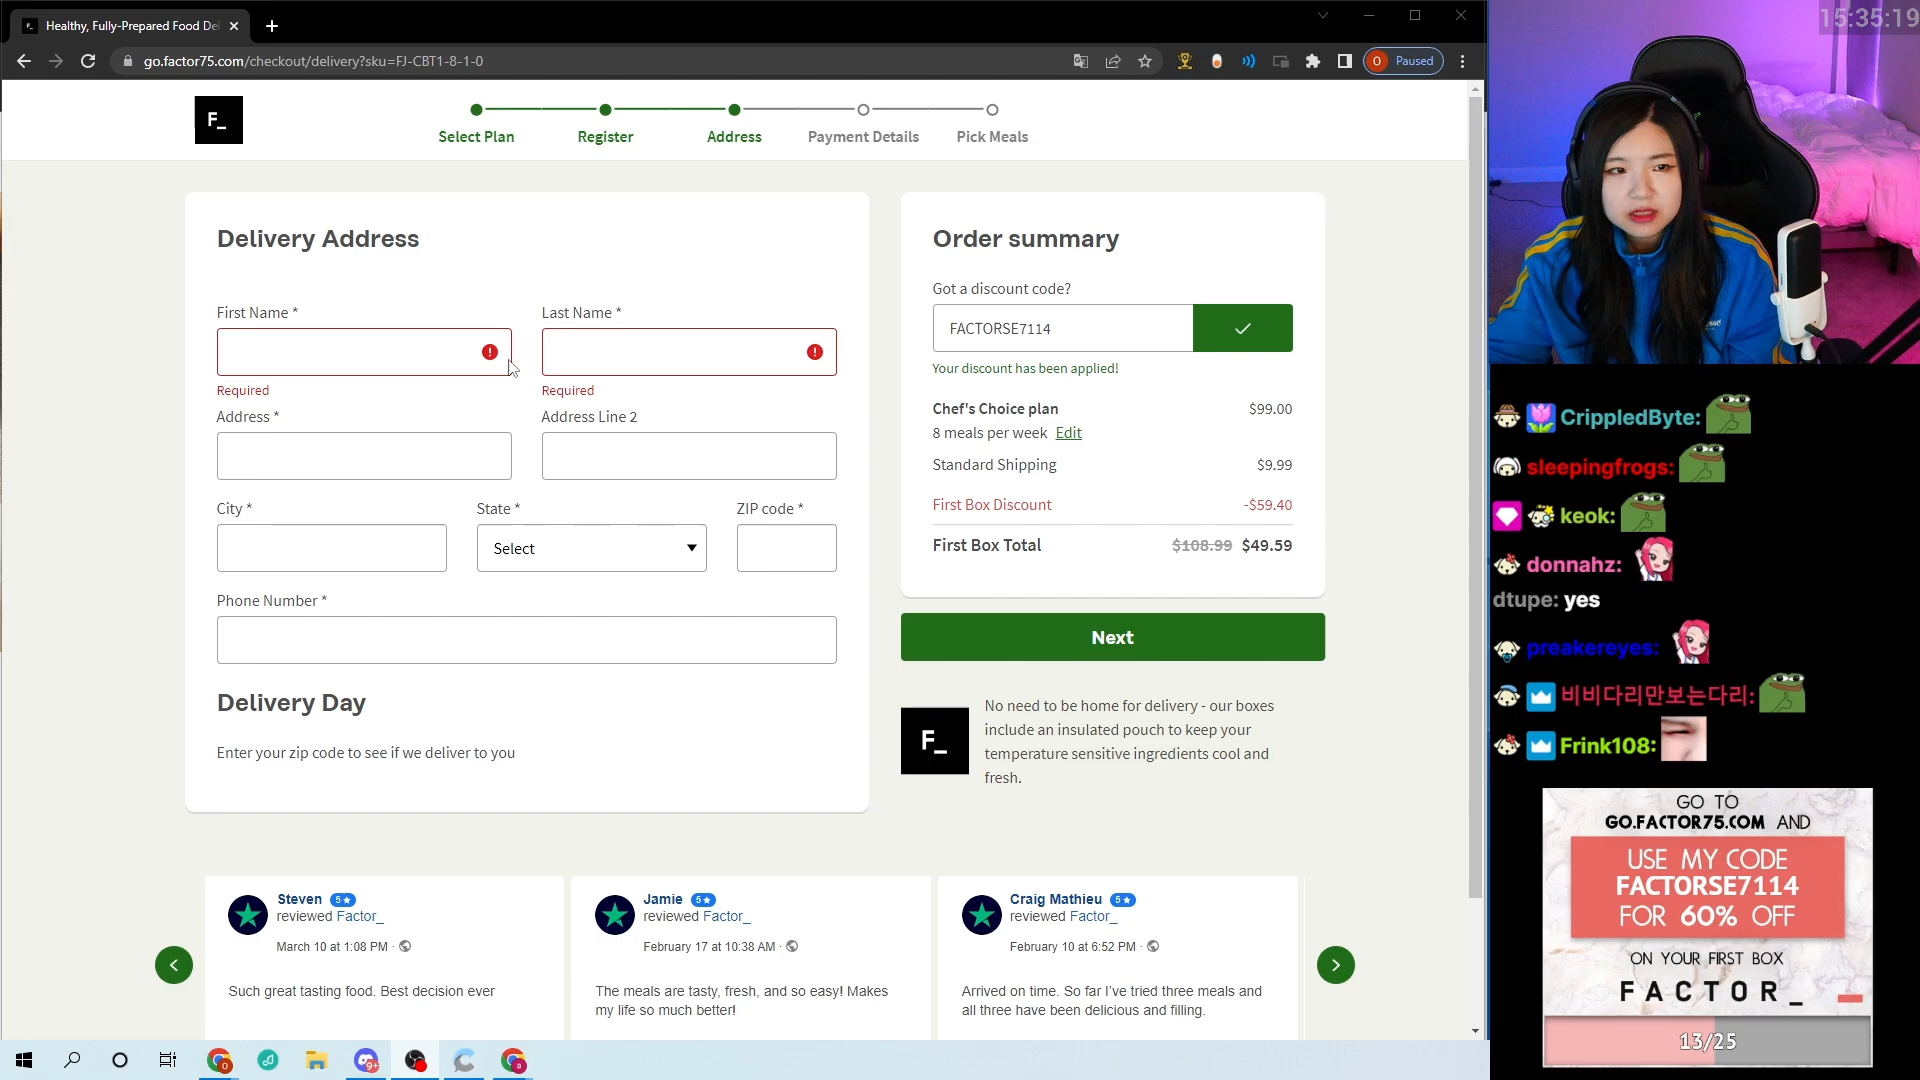 Healthy, Fully-Prepared Food De
go.factor75.com/checkout/delivery?sku=FJ-CBT1-8-1-0
O Paused
15:35:19
F_
Select Plan
Register
Address
Payment Details
Pick Meals
Delivery Address
First Name *
Last Name *
Required
Required
Address *
Address Line 2
City *
State *
ZIP code *
Select
Phone Number *
Delivery Day
Enter your zip code to see if we deliver to you
Order summary
Got a discount code?
FACTORSE7114
Your discount has been applied!
Chef's Choice plan $99.00
8 meals per week Edit
Standard Shipping $9.99
First Box Discount -$59.40
First Box Total $108.99 $49.59
Next
F_
No need to be home for delivery - our boxes
include an insulated pouch to keep your
temperature sensitive ingredients cool and
fresh.
Steven 5★
reviewed Factor_
March 10 at 1:08 PM ·
Such great tasting food. Best decision ever
Jamie 5★
reviewed Factor_
February 17 at 10:38 AM ·
The meals are tasty, fresh, and so easy! Makes
my life so much better!
Craig Mathieu 5★
reviewed Factor_
February 10 at 6:52 PM ·
Arrived on time. So far I've tried three meals and
all three have been delicious and filling.
CrippledByte:
sleepingfrogs:
keok:
donnahz:
dtupe: yes
preakereyes:
비비다리만보는다리:
Frink108:
GO TO
GO.FACTOR75.COM AND
USE MY CODE
FACTORSE7114
FOR 60% OFF
ON YOUR FIRST BOX
FACTOR_
13/25
9+